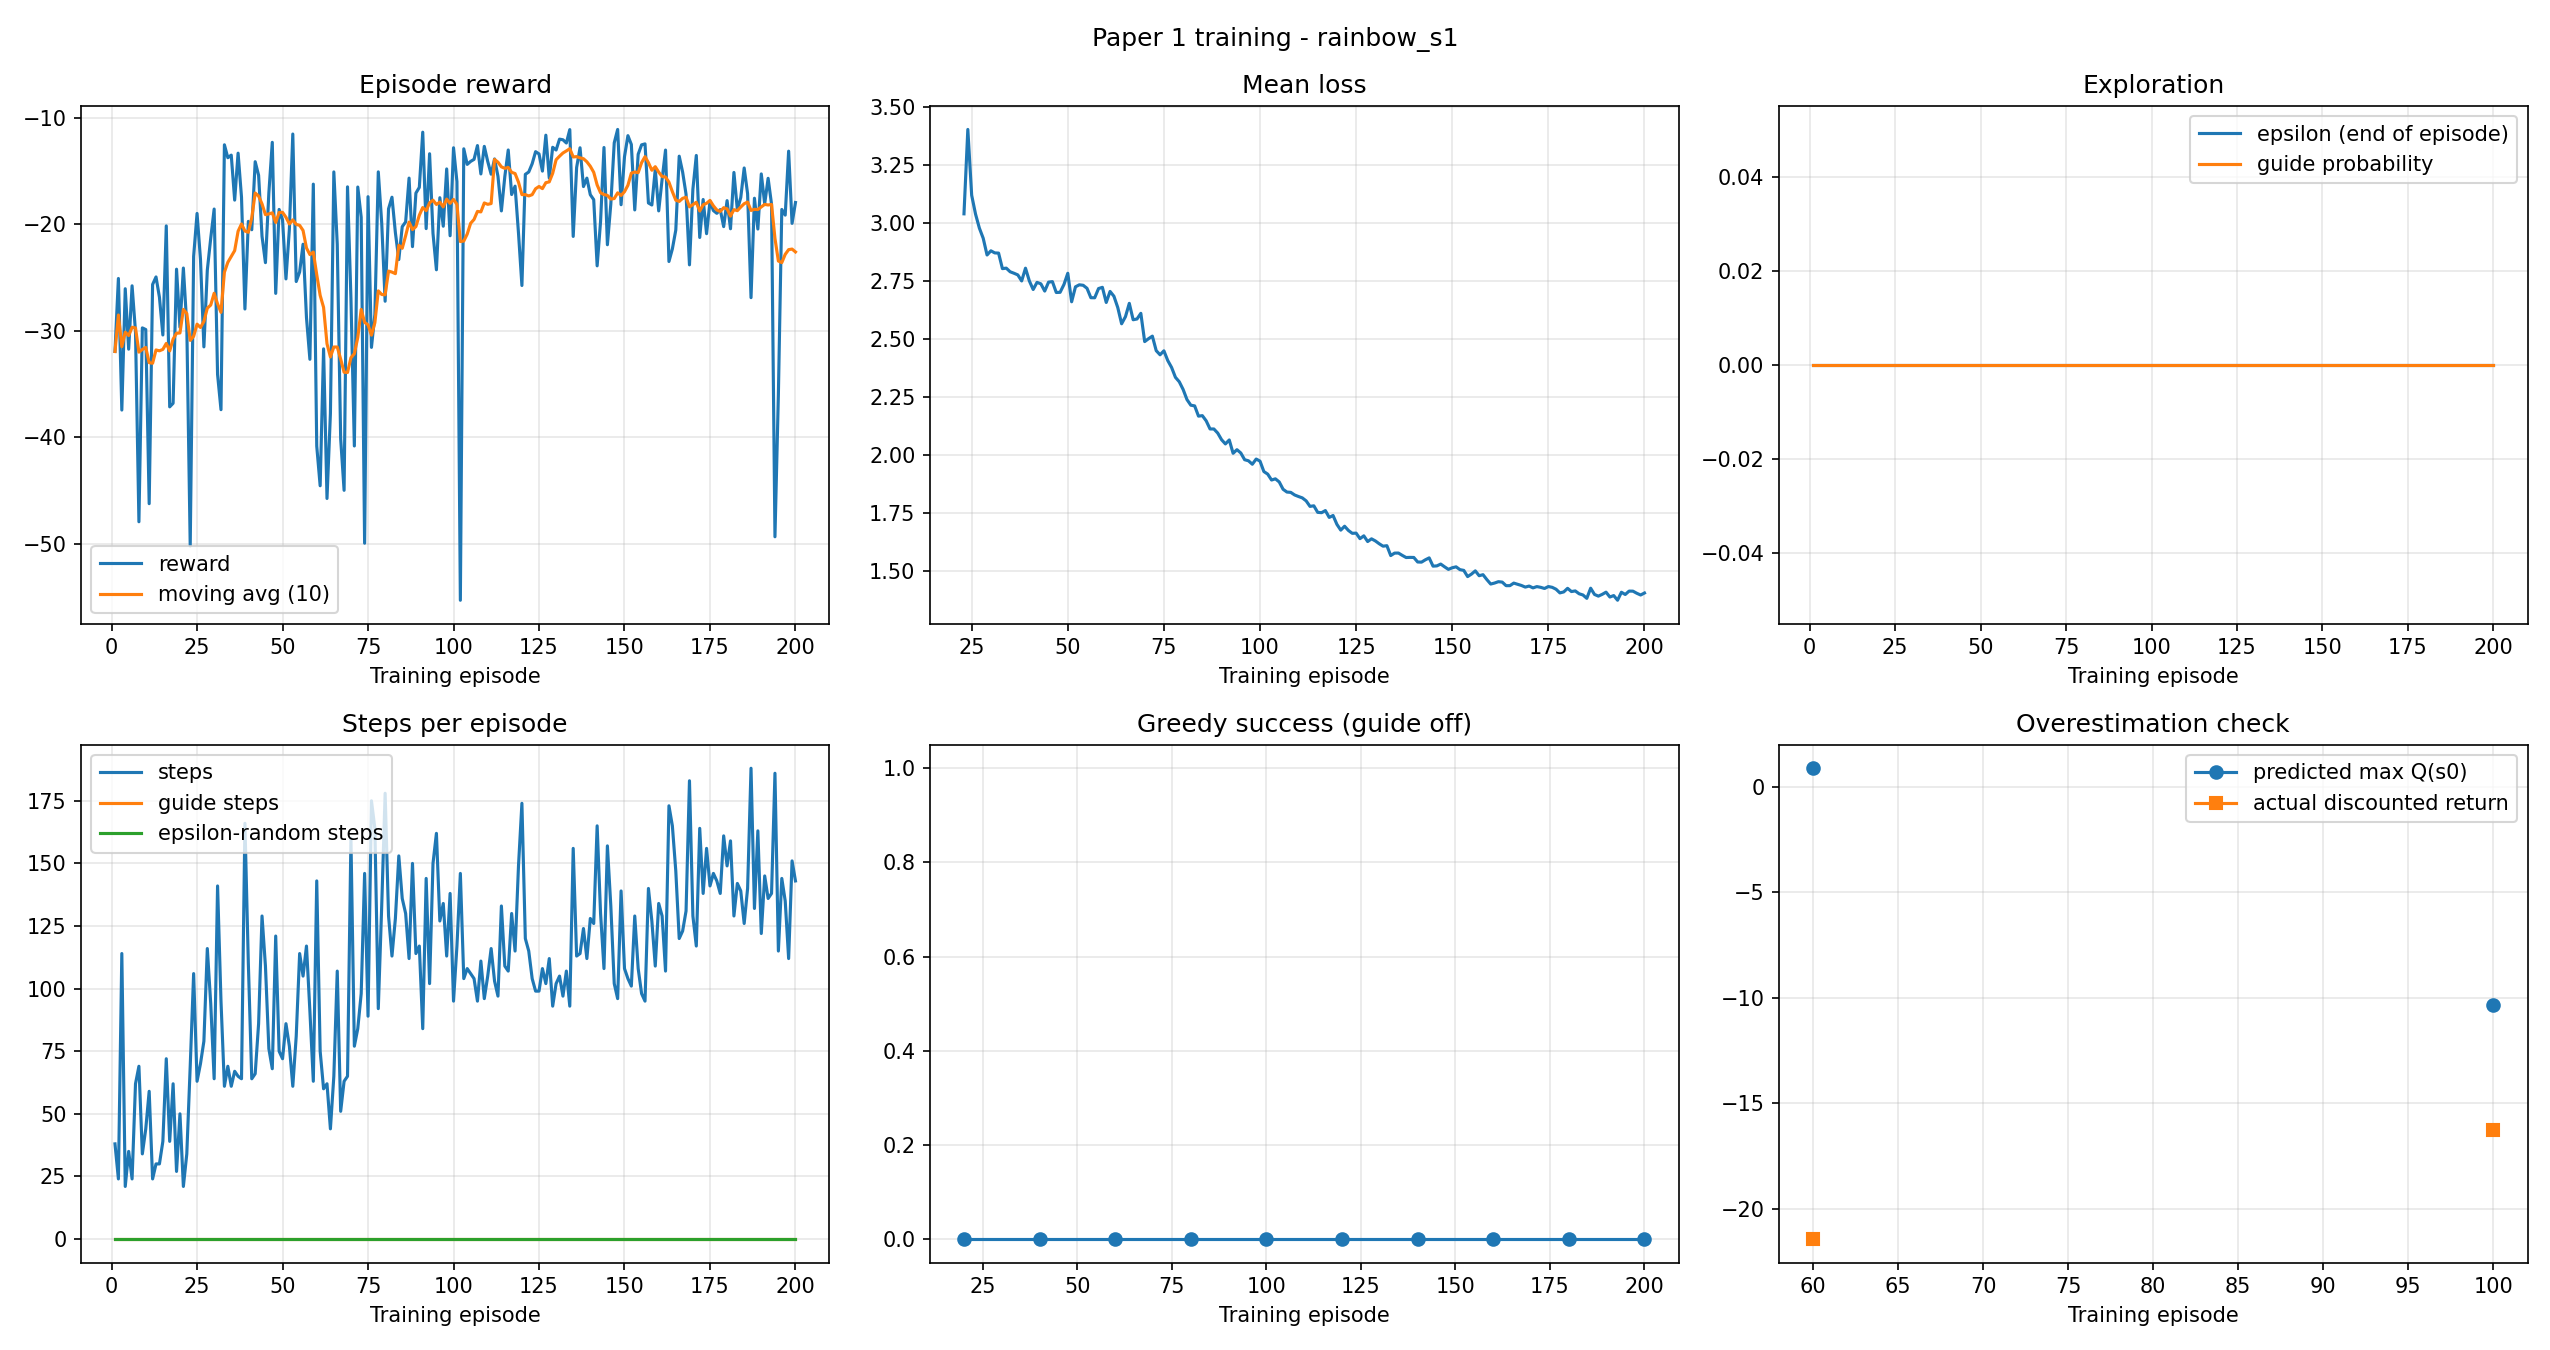 Paper 1 training - rainbow_s1
Episode reward
−10
−20
−30
−40
−50
reward
moving avg (10)
0 25 50 75 100 125 150 175 200
Training episode
Mean loss
3.50
3.25
3.00
2.75
2.50
2.25
2.00
1.75
1.50
25 50 75 100 125 150 175 200
Training episode
Exploration
epsilon (end of episode)
guide probability
0.04
0.02
0.00
−0.02
−0.04
0 25 50 75 100 125 150 175 200
Training episode
Steps per episode
steps
guide steps
epsilon-random steps
175
150
125
100
75
50
25
0
0 25 50 75 100 125 150 175 200
Training episode
Greedy success (guide off)
1.0
0.8
0.6
0.4
0.2
0.0
25 50 75 100 125 150 175 200
Training episode
Overestimation check
predicted max Q(s0)
actual discounted return
0
−5
−10
−15
−20
60 65 70 75 80 85 90 95 100
Training episode